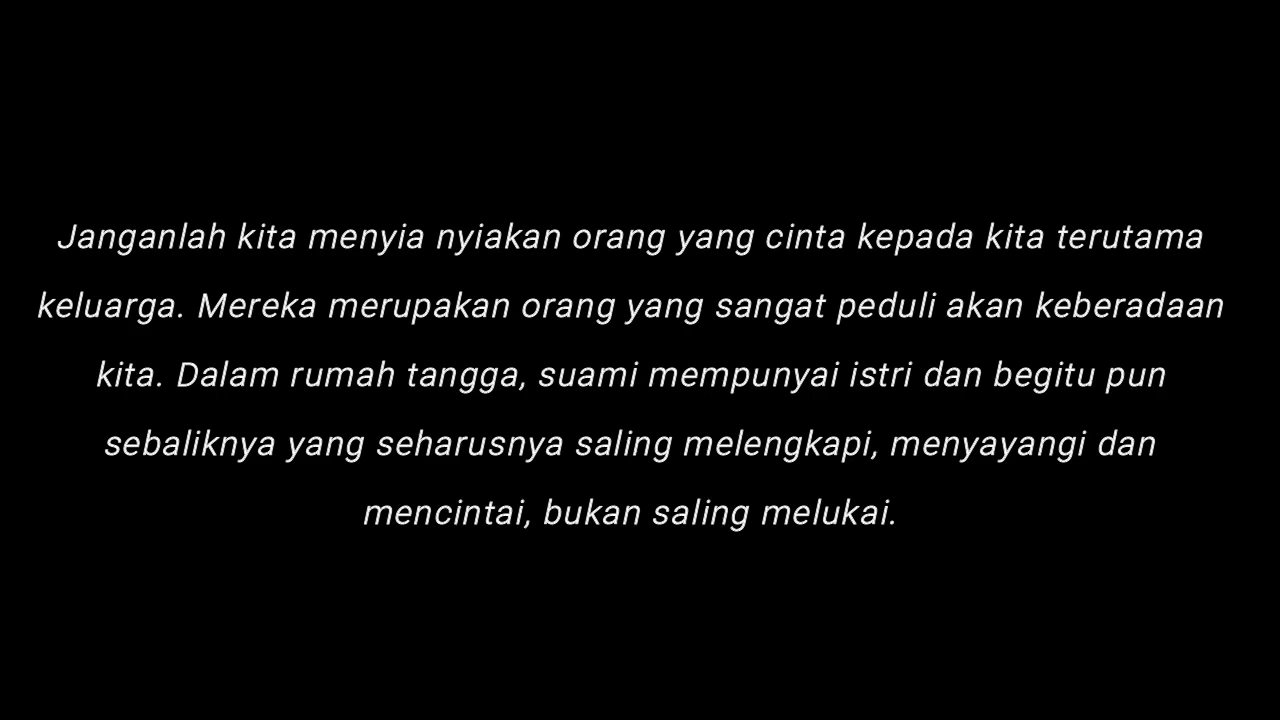 Janganlah kita menyia nyiakan orang yang cinta kepada kita terutama
keluarga. Mereka merupakan orang yang sangat peduli akan keberadaan
kita. Dalam rumah tangga, suami mempunyai istri dan begitu pun
sebaliknya yang seharusnya saling melengkapi, menyayangi dan
mencintai, bukan saling melukai.